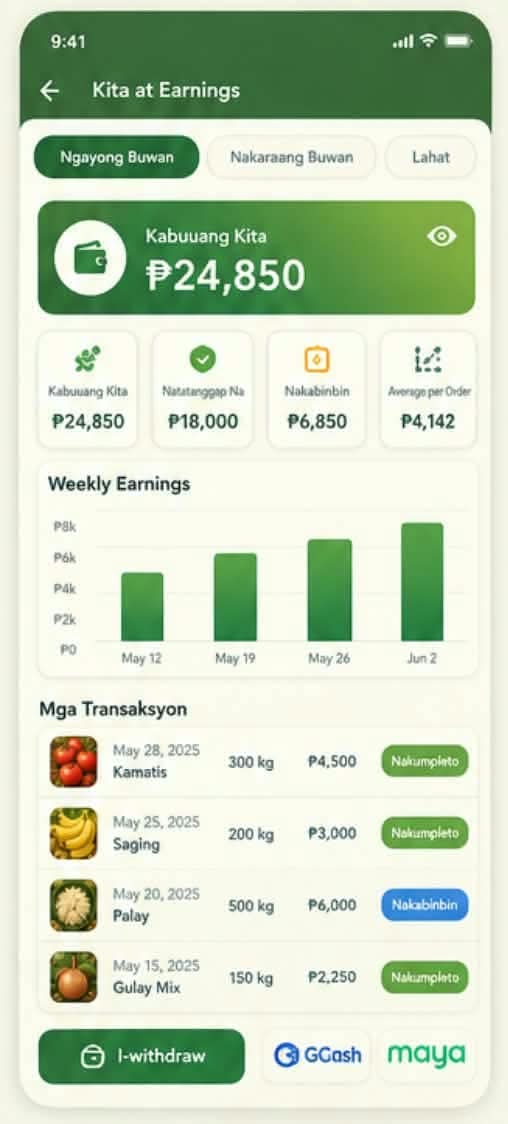 9:41
Kita at Earnings
Ngayong Buwan
Nakaraang Buwan
Lahat
Kabuuang Kita
₱24,850
Kabuuang Kita
₱24,850
Natatanggap Na
₱18,000
Nakabinbin
₱6,850
Average per Order
₱4,142
Weekly Earnings
₱8k
₱6k
₱4k
₱2k
₱0
May 12
May 19
May 26
Jun 2
Mga Transaksyon
May 28, 2025
Kamatis
300 kg
₱4,500
Nakumpleto
May 25, 2025
Saging
200 kg
₱3,000
Nakumpleto
May 20, 2025
Palay
500 kg
₱6,000
Nakabinbin
May 15, 2025
Gulay Mix
150 kg
₱2,250
Nakumpleto
I-withdraw
GCash
maya